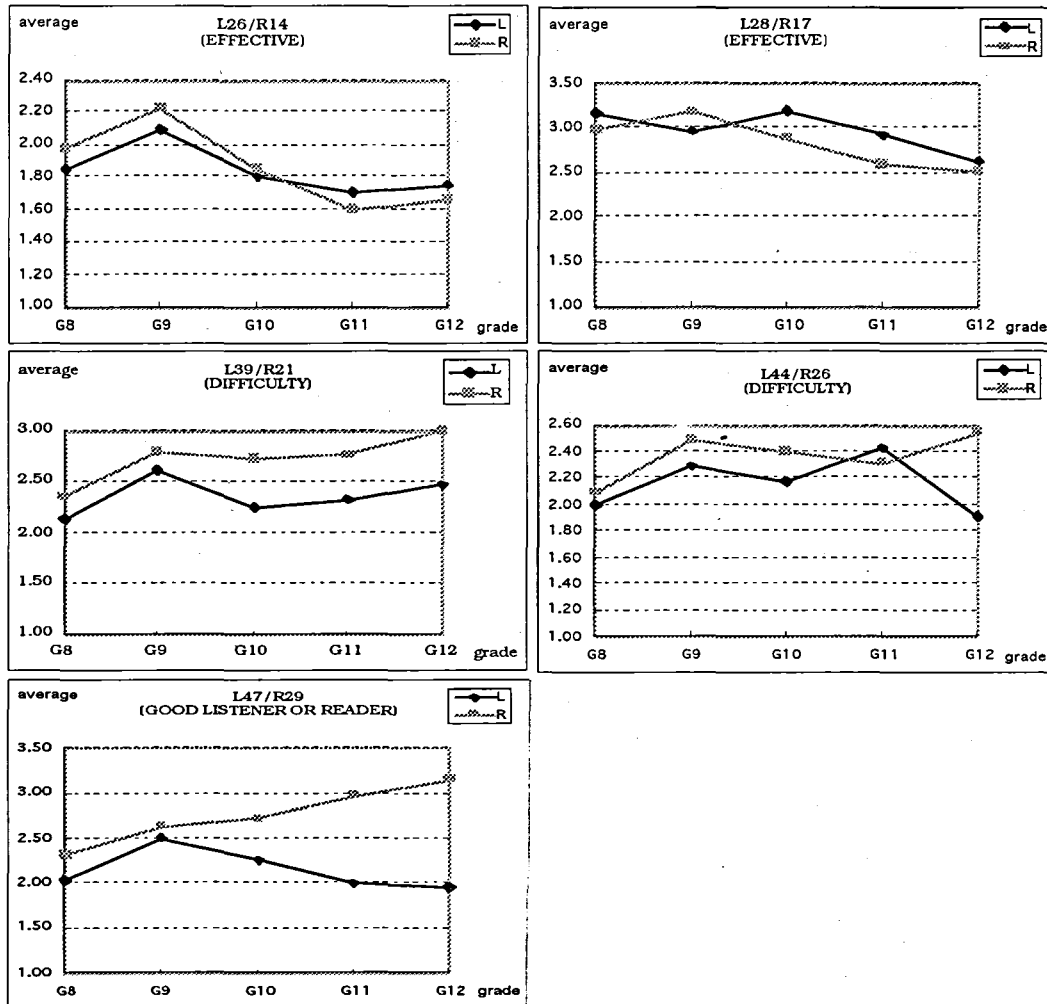 average
L26/R14
(EFFECTIVE)
L
R
2.40
2.20
2.00
1.80
1.60
1.40
1.20
1.00
G8 G9 G10 G11 G12 grade
average
L28/R17
(EFFECTIVE)
L
R
3.50
3.00
2.50
2.00
1.50
1.00
G8 G9 G10 G11 G12 grade
average
L39/R21
(DIFFICULTY)
L
R
3.00
2.50
2.00
1.50
1.00
G8 G9 G10 G11 G12 grade
average
L44/R26
(DIFFICULTY)
L
R
2.60
2.40
2.20
2.00
1.80
1.60
1.40
1.20
1.00
G8 G9 G10 G11 G12 grade
average
L47/R29
(GOOD LISTENER OR READER)
L
R
3.50
3.00
2.50
2.00
1.50
1.00
G8 G9 G10 G11 G12 grade